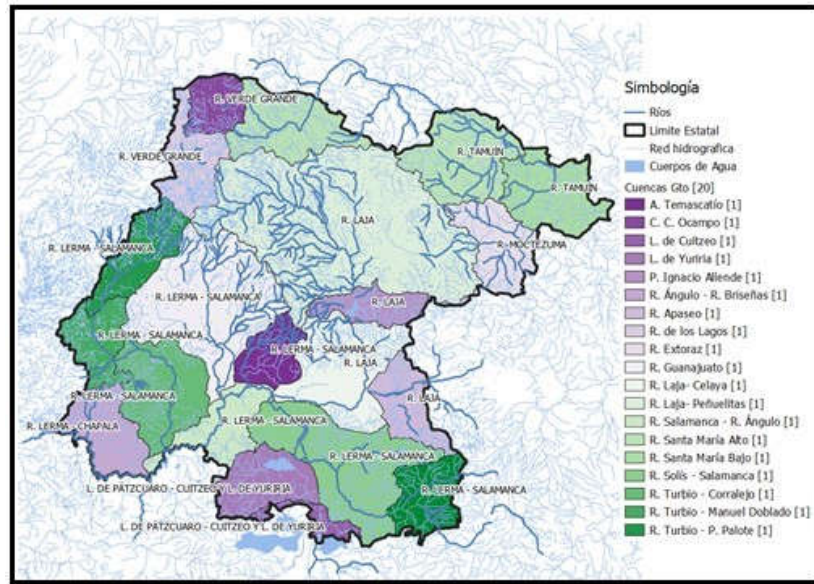 R. VERDE GRANDE
R. VERDE GRANDE
R. TAMUIN
R. TAMUIN
R. LAJA
R. MOCTEZUMA
R. LERMA - SALAMANCA
R. LERMA - SALAMANCA
R. LAJA
R. LERMA - SALAMANCA
R. LERMA - SALAMANCA
R. LAJA
R. LERMA - SALAMANCA
R. LAJA
R. LERMA - CHAPALA
R. LERMA - SALAMANCA
R. LERMA - SALAMANCA
L. DE PÁTZCUARO - CUITZEO Y L. DE YURIRIA
R. LERMA - SALAMANCA
L. DE PÁTZCUARO - CUITZEO Y L. DE YURIRIA
Simbología
Ríos
Limite Estatal
Red hidrografica
Cuerpos de Agua
Cuencas Gto [20]
A. Temascatío [1]
C. C. Ocampo [1]
L. de Cuitzeo [1]
L. de Yuriria [1]
P. Ignacio Allende [1]
R. Ángulo - R. Briseñas [1]
R. Apaseo [1]
R. de los Lagos [1]
R. Extoraz [1]
R. Guanajuato [1]
R. Laja- Celaya [1]
R. Laja- Peñuelitas [1]
R. Salamanca - R. Ángulo [1]
R. Santa María Alto [1]
R. Santa María Bajo [1]
R. Solís - Salamanca [1]
R. Turbio - Corralejo [1]
R. Turbio - Manuel Doblado [1]
R. Turbio - P. Palote [1]